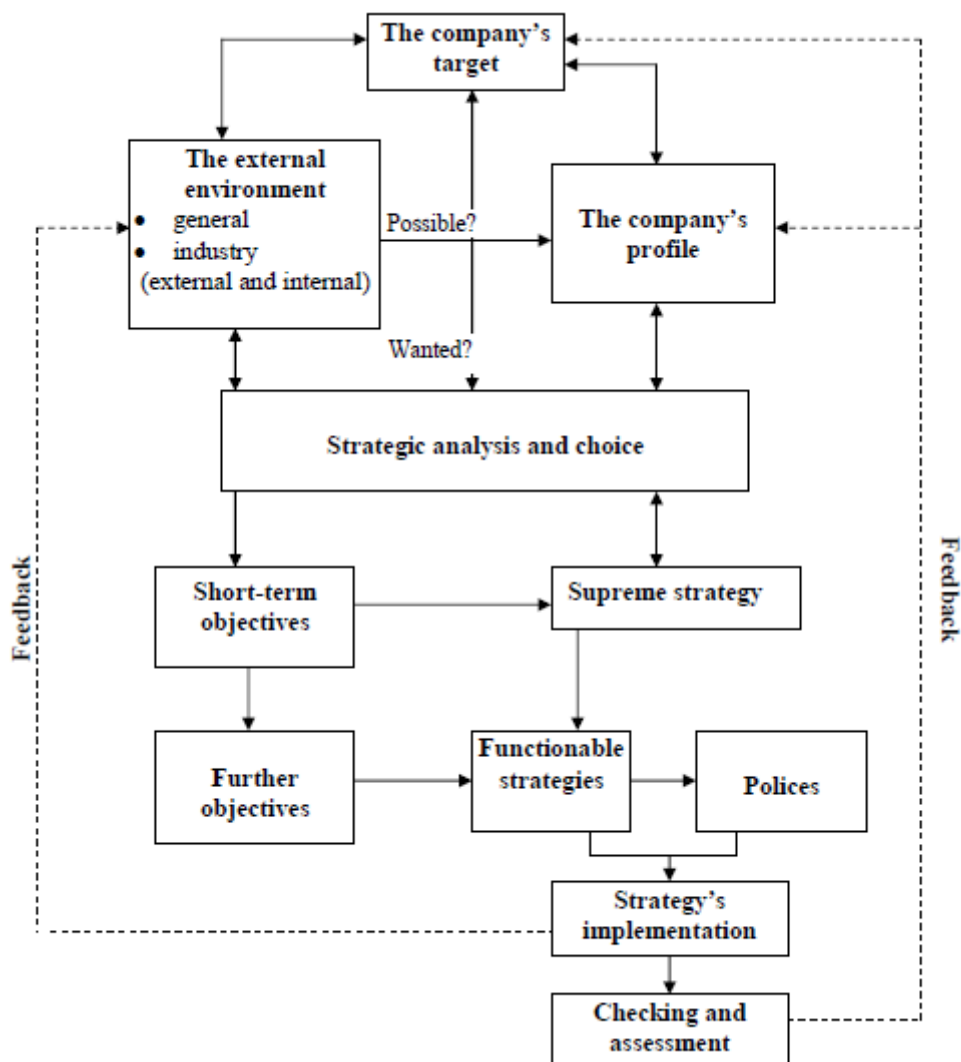 The company's
target
The external
environment
• general
• industry
(external and internal)
Possible?
The company's
profile
Wanted?
Strategic analysis and choice
Feedback
Feedback
Short-term
objectives
Supreme strategy
Further
objectives
Functionable
strategies
Polices
Strategy's
implementation
Checking and
assessment